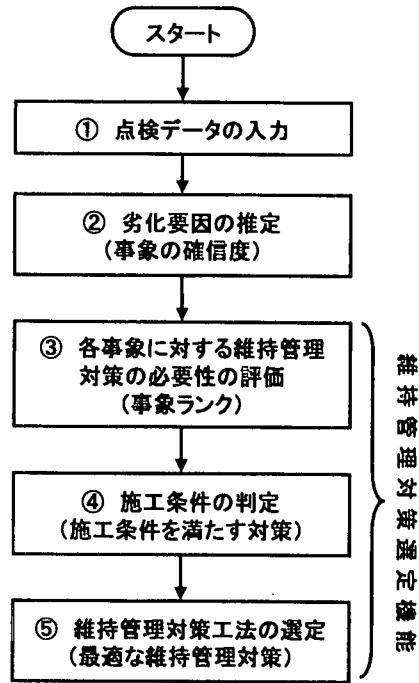 スタート
① 点検データの入力
② 劣化要因の推定
(事象の確信度)
③ 各事象に対する維持管理
対策の必要性の評価
(事象ランク)
④ 施工条件の判定
(施工条件を満たす対策)
⑤ 維持管理対策工法の選定
(最適な維持管理対策)
維持管理対策選定機能